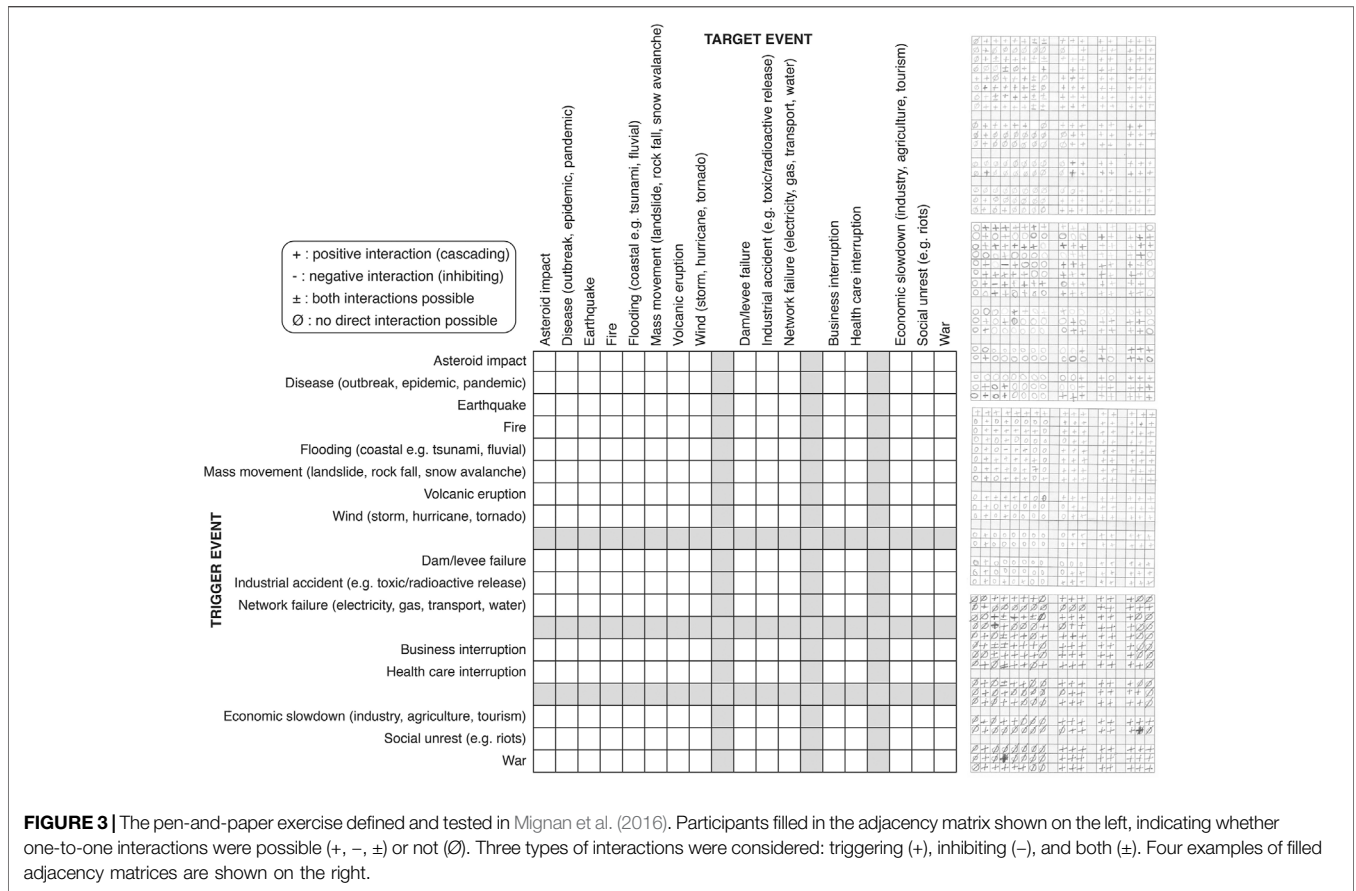 TARGET EVENT
Asteroid impact
Disease (outbreak, epidemic, pandemic)
Earthquake
Fire
Flooding (coastal e.g. tsunami, fluvial)
Mass movement (landslide, rock fall, snow avalanche)
Volcanic eruption
Wind (storm, hurricane, tornado)
Dam/levee failure
Industrial accident (e.g. toxic/radioactive release)
Network failure (electricity, gas, transport, water)
Business interruption
Health care interruption
Economic slowdown (industry, agriculture, tourism)
Social unrest (e.g. riots)
War
+ : positive interaction (cascading)
- : negative interaction (inhibiting)
± : both interactions possible
Ø : no direct interaction possible
TRIGGER EVENT
Asteroid impact
Disease (outbreak, epidemic, pandemic)
Earthquake
Fire
Flooding (coastal e.g. tsunami, fluvial)
Mass movement (landslide, rock fall, snow avalanche)
Volcanic eruption
Wind (storm, hurricane, tornado)
Dam/levee failure
Industrial accident (e.g. toxic/radioactive release)
Network failure (electricity, gas, transport, water)
Business interruption
Health care interruption
Economic slowdown (industry, agriculture, tourism)
Social unrest (e.g. riots)
War
FIGURE 3 | The pen-and-paper exercise defined and tested in Mignan et al. (2016). Participants filled in the adjacency matrix shown on the left, indicating whether
one-to-one interactions were possible (+, −, ±) or not (Ø). Three types of interactions were considered: triggering (+), inhibiting (−), and both (±). Four examples of filled
adjacency matrices are shown on the right.